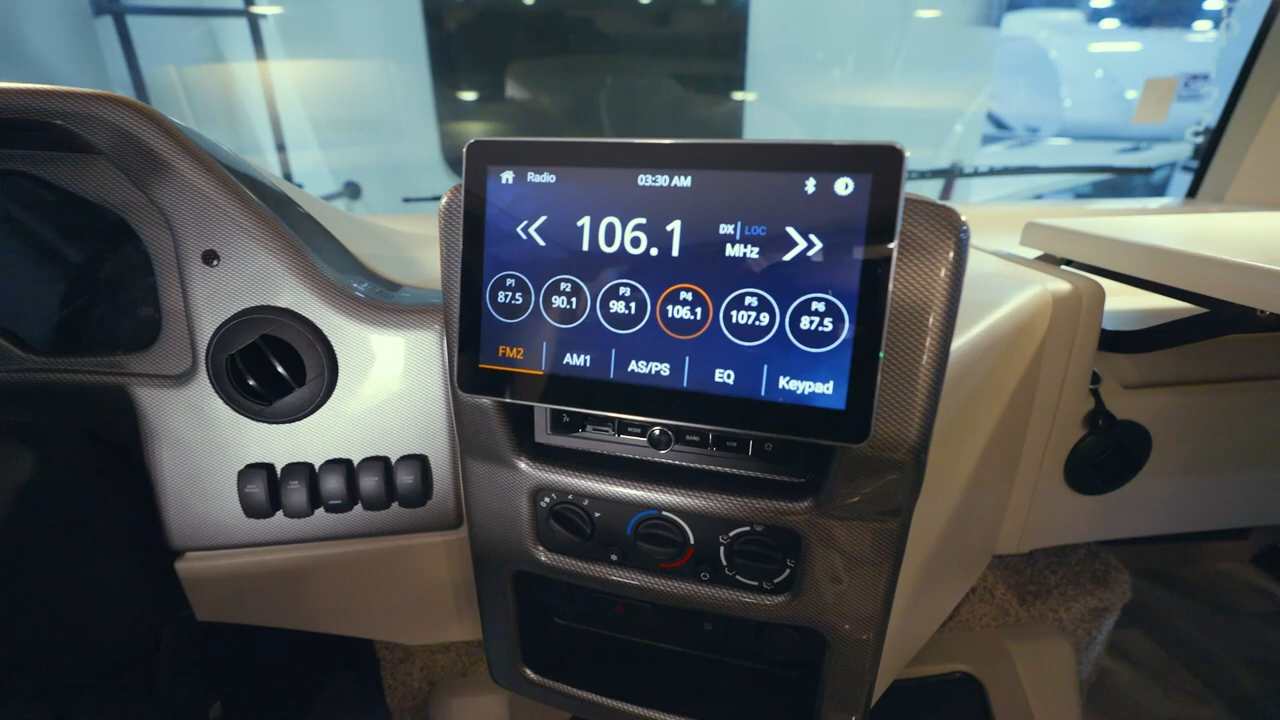 Radio
03:30 AM
106.1
DX | LOC
MHz
P1
87.5
P2
90.1
P3
98.1
P4
106.1
P5
107.9
P6
87.5
FM2
AM1
AS/PS
EQ
Keypad
MODE
BAND